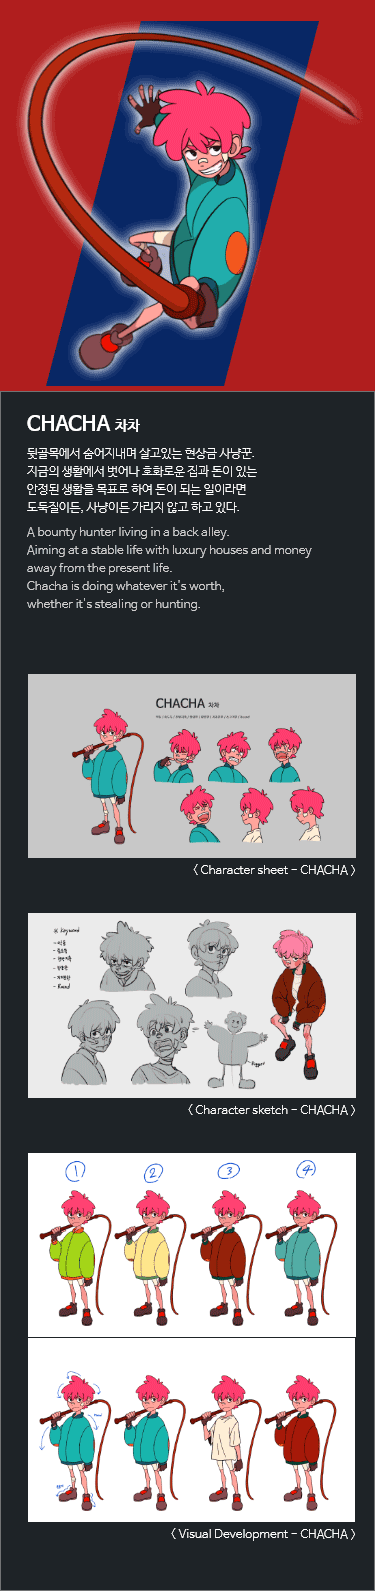 CHACHA 차차
뒷골목에서 숨어지내며 살고있는 현상금 사냥꾼.
지금의 생활에서 벗어나 호화로운 집과 돈이 있는
안정된 생활을 목표로 하여 돈이 되는 일이라면
도둑질이든, 사냥이든 가리지 않고 하고 있다.
A bounty hunter living in a back alley.
Aiming at a stable life with luxury houses and money
away from the present life.
Chacha is doing whatever it's worth,
whether it's stealing or hunting.
CHACHA 차차
< Character sheet - CHACHA >
※ Keyword
- Round
Bigger
< Character sketch - CHACHA >
1 2 3 4
< Visual Development - CHACHA >